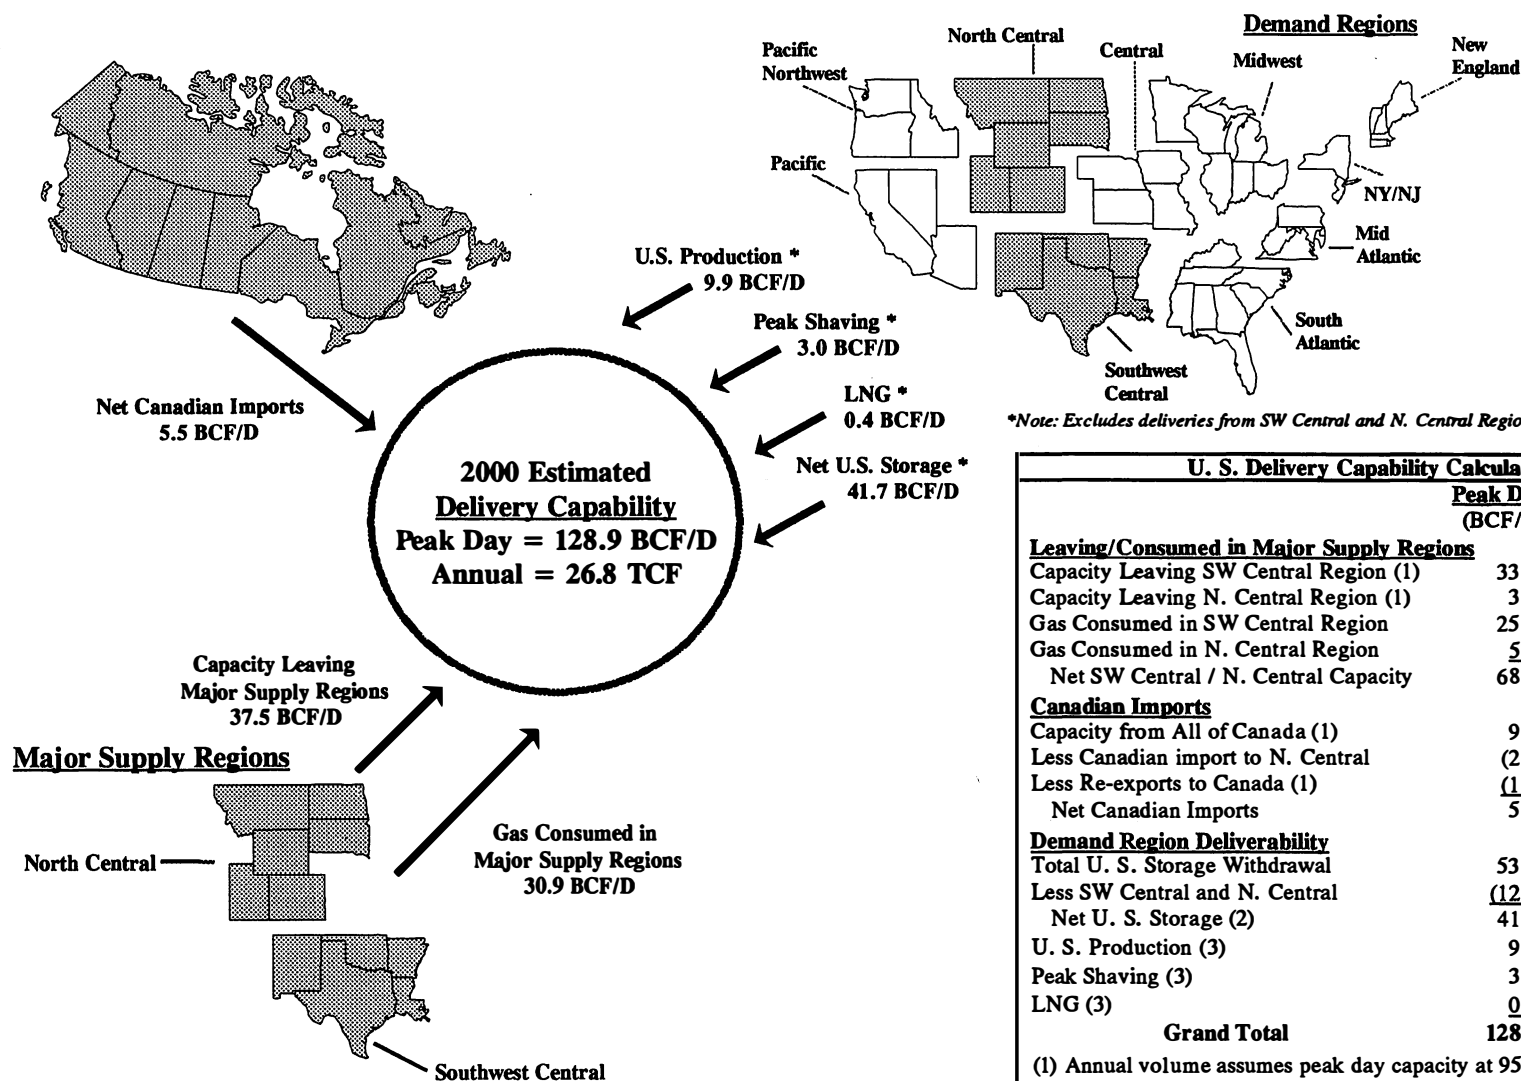 Demand Regions
Pacific
Northwest
North Central
Central
Midwest
New
England
Pacific
NY/NJ
Mid
Atlantic
South
Atlantic
Southwest
Central
*Note: Excludes deliveries from SW Central and N. Central Regio
U.S. Production *
9.9 BCF/D
Peak Shaving *
3.0 BCF/D
LNG *
0.4 BCF/D
Net U.S. Storage *
41.7 BCF/D
Net Canadian Imports
5.5 BCF/D
2000 Estimated
Delivery Capability
Peak Day = 128.9 BCF/D
Annual = 26.8 TCF
Capacity Leaving
Major Supply Regions
37.5 BCF/D
Major Supply Regions
North Central
Gas Consumed in
Major Supply Regions
30.9 BCF/D
Southwest Central
U. S. Delivery Capability Calcula
Peak D
(BCF/
Leaving/Consumed in Major Supply Regions
Capacity Leaving SW Central Region (1) 33
Capacity Leaving N. Central Region (1) 3
Gas Consumed in SW Central Region 25
Gas Consumed in N. Central Region 5
Net SW Central / N. Central Capacity 68
Canadian Imports
Capacity from All of Canada (1) 9
Less Canadian import to N. Central (2
Less Re-exports to Canada (1) (1
Net Canadian Imports 5
Demand Region Deliverability
Total U. S. Storage Withdrawal 53
Less SW Central and N. Central (12
Net U. S. Storage (2) 41
U. S. Production (3) 9
Peak Shaving (3) 3
LNG (3) 0
Grand Total 128
(1) Annual volume assumes peak day capacity at 95